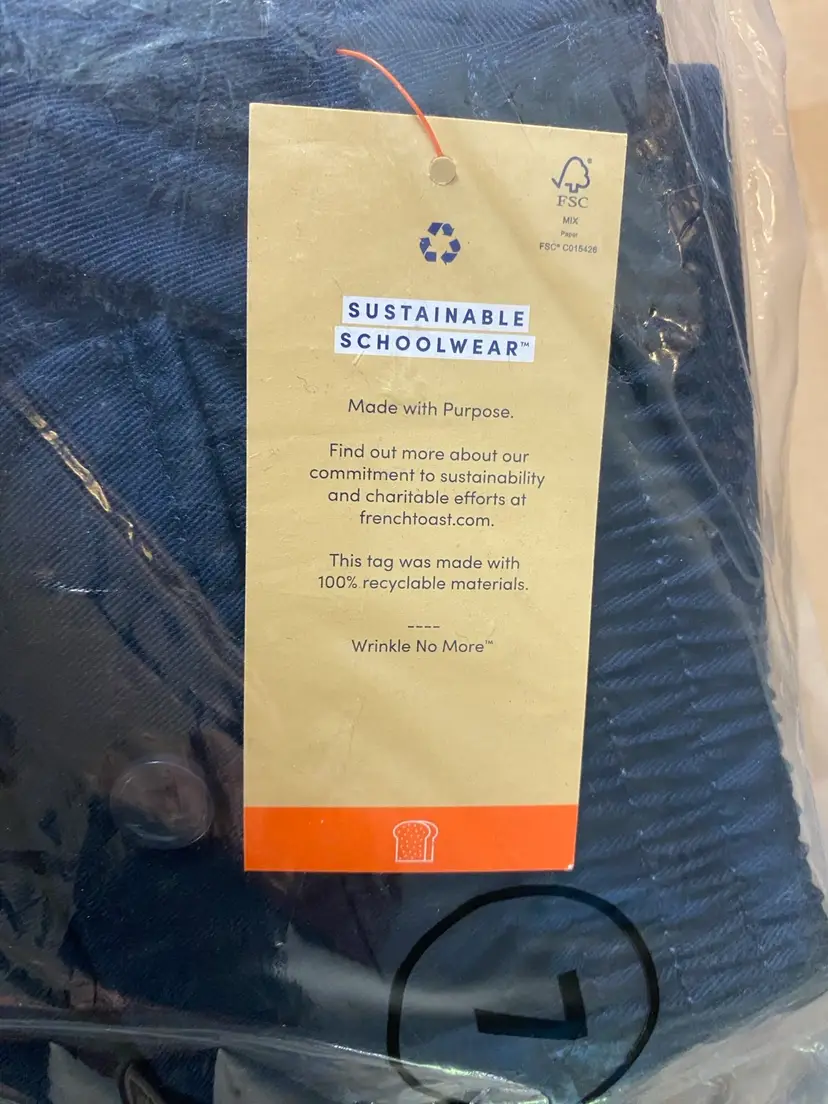 FSC®
MIX
Paper
FSC® C015426
SUSTAINABLE
SCHOOLWEAR™
Made with Purpose.
Find out more about our
commitment to sustainability
and charitable efforts at
frenchtoast.com.
This tag was made with
100% recyclable materials.
----
Wrinkle No More™
7